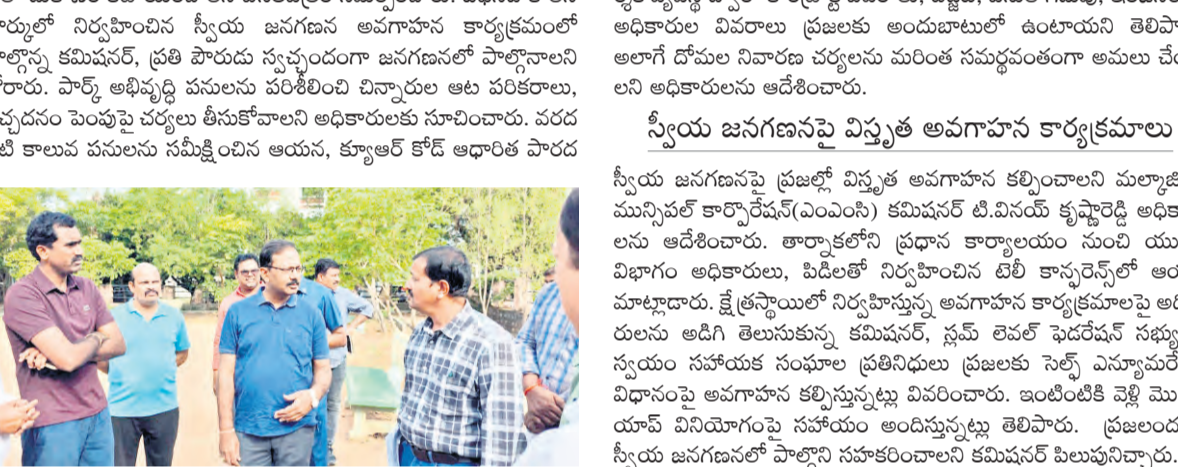 ర్కులో నిర్వహించిన స్వీయ జనగణన అవగాహన కార్యక్రమంలో
ల్గొన్న కమిషనర్, ప్రతి పౌరుడు స్వచ్ఛందంగా జనగణనలో పాల్గొనాలని
రారు. పార్క్ అభివృద్ధి పనులను పరిశీలించి చిన్నారుల ఆట పరికరాలు,
చ్చదనం పెంపుపై చర్యలు తీసుకోవాలని అధికారులకు సూచించారు. వరద
టి కాలువ పనులను సమీక్షించిన ఆయన, క్యూఆర్ కోడ్ ఆధారిత పారద
అధికారుల వివరాలు ప్రజలకు అందుబాటులో ఉంటాయని తెలిపా
అలాగే దోమల నివారణ చర్యలను మరింత సమర్థవంతంగా అమలు చే
లని అధికారులను ఆదేశించారు.
స్వీయ జనగణనపై విస్తృత అవగాహన కార్యక్రమాలు
స్వీయ జనగణనపై ప్రజల్లో విస్తృత అవగాహన కల్పించాలని మల్కాజి
మున్సిపల్ కార్పొరేషన్(ఎంఎంసి) కమిషనర్ టి.వినయ్ కృష్ణారెడ్డి అధికా
లను ఆదేశించారు. తార్నాకలోని ప్రధాన కార్యాలయం నుంచి యు
విభాగం అధికారులు, పిడిలతో నిర్వహించిన టెలీ కాన్ఫరెన్స్‌లో ఆయ
మాట్లాడారు. క్షేత్రస్థాయిలో నిర్వహిస్తున్న అవగాహన కార్యక్రమాలపై అధి
రులను అడిగి తెలుసుకున్న కమిషనర్, స్లమ్ లెవల్ ఫెడరేషన్ సభ్యు
స్వయం సహాయక సంఘాల ప్రతినిధులు ప్రజలకు సెల్ఫ్ ఎన్యూమరే
విధానంపై అవగాహన కల్పిస్తున్నట్లు వివరించారు. ఇంటింటికి వెళ్లి మొ
యాప్ వినియోగంపై సహాయం అందిస్తున్నట్లు తెలిపారు. ప్రజలంద
స్వీయ జనగణనలో పాల్గొని సహకరించాలని కమిషనర్ పిలుపునిచ్చారు.